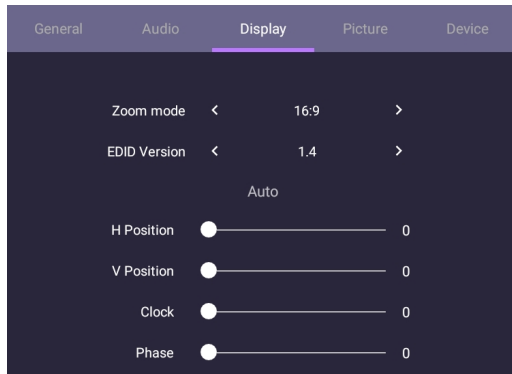 General Audio Display Picture Device
Zoom mode < 16:9 >
EDID Version < 1.4 >
Auto
H Position 0
V Position 0
Clock 0
Phase 0